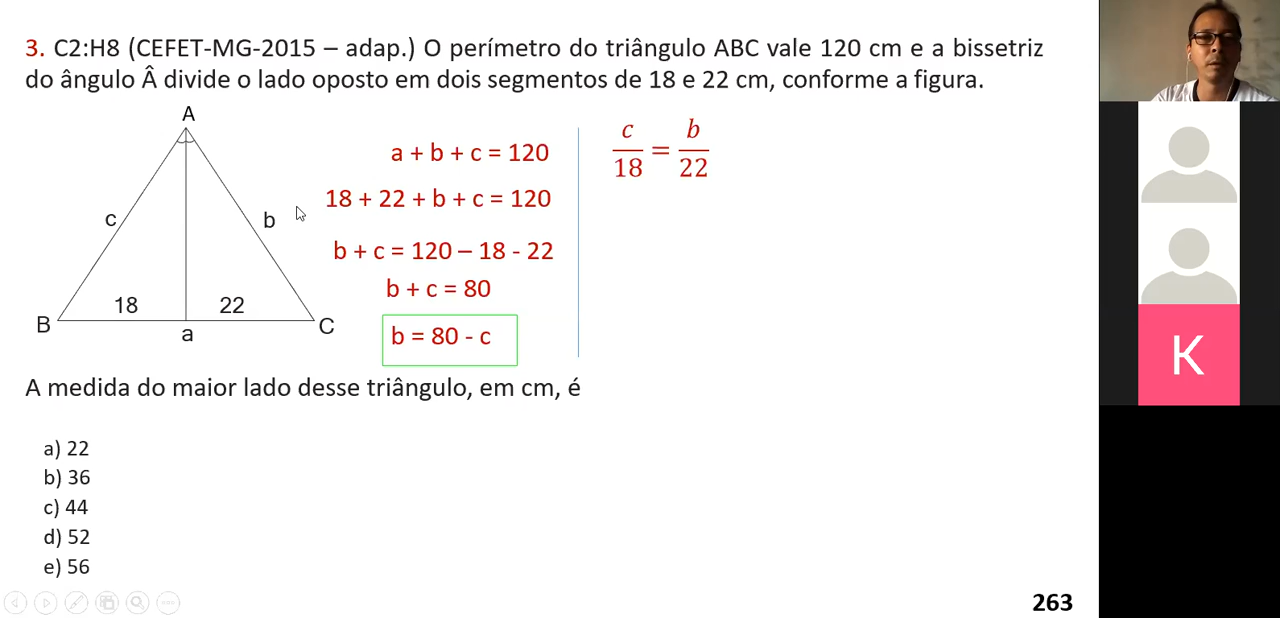 3. C2:H8 (CEFET-MG-2015 – adap.) O perímetro do triângulo ABC vale 120 cm e a bissetriz
do ângulo Â divide o lado oposto em dois segmentos de 18 e 22 cm, conforme a figura.
A
c
b
18
22
B
a
C
a + b + c = 120
18 + 22 + b + c = 120
b + c = 120 – 18 - 22
b + c = 80
b = 80 - c
c/18 = b/22
A medida do maior lado desse triângulo, em cm, é
a) 22
b) 36
c) 44
d) 52
e) 56
263
K